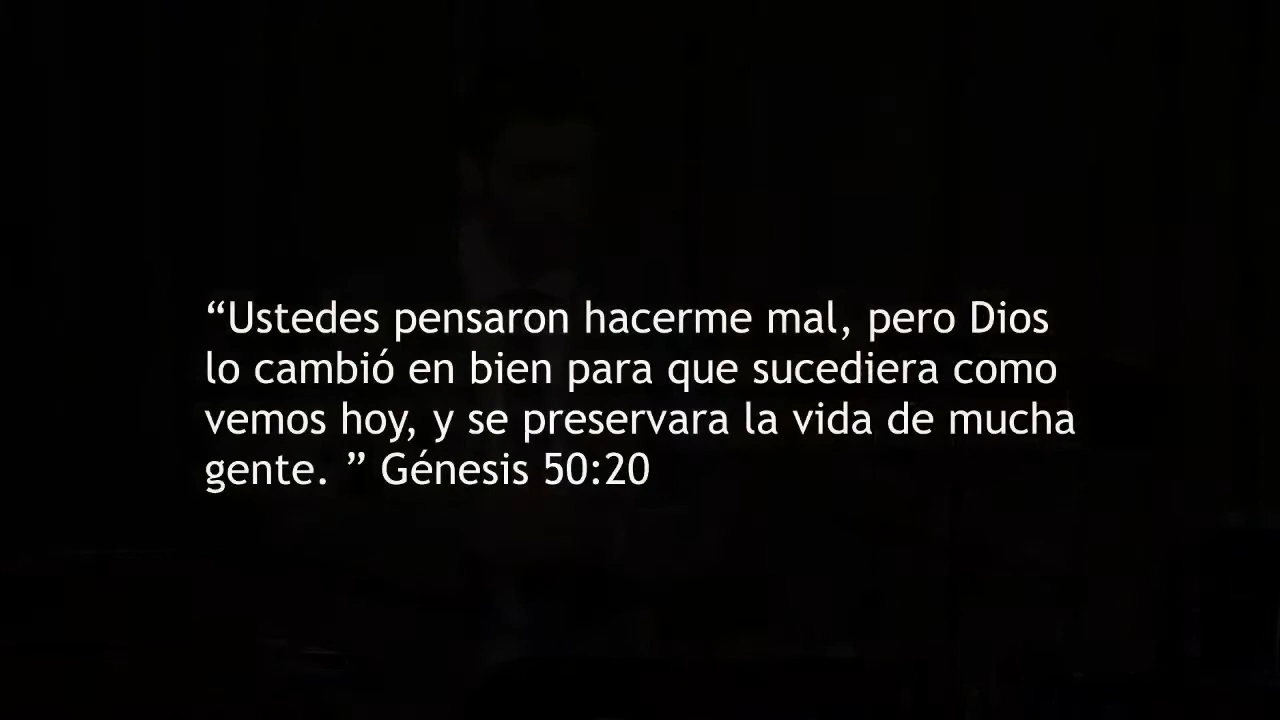 “Ustedes pensaron hacerme mal, pero Dios
lo cambió en bien para que sucediera como
vemos hoy, y se preservara la vida de mucha
gente. ” Génesis 50:20